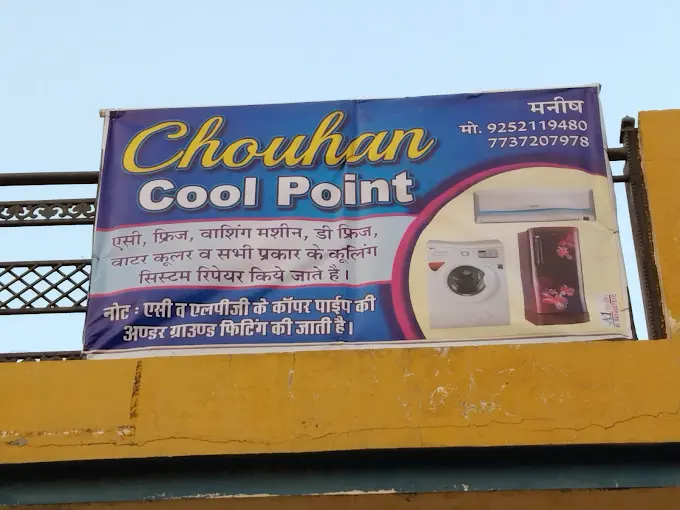 Chouhan
Cool Point
मनीष
मो. 9252119480
7737207978
एसी, फ्रिज, वाशिंग मशीन, डी फ्रिज,
वाटर कूलर व सभी प्रकार के कूलिंग
सिस्टम रिपेयर किये जाते है।
नोट : एसी व एलपीजी के कॉपर पाईप की
अण्डर ग्राउण्ड फिटिंग की जाती है।